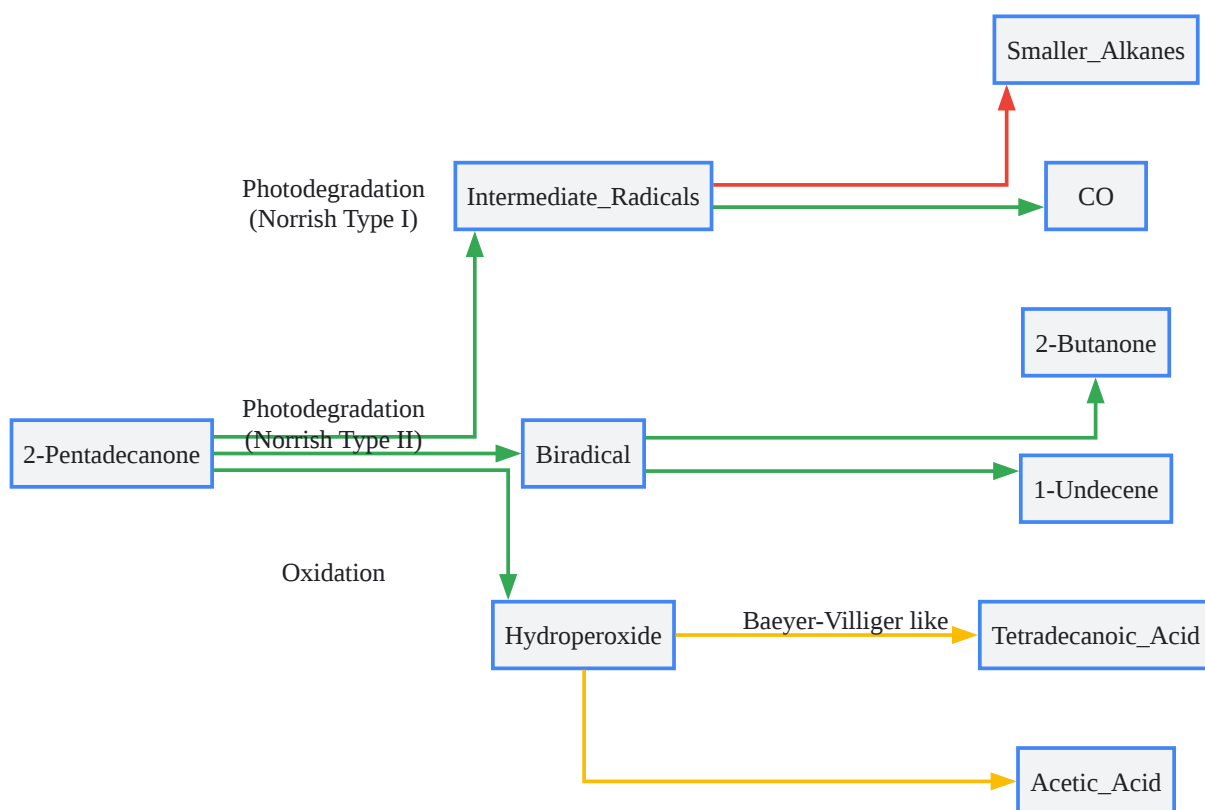 Smaller_Alkanes
Photodegradation
(Norrish Type I)
Intermediate_Radicals
CO
2-Butanone
Photodegradation
(Norrish Type II)
2-Pentadecanone
Biradical
1-Undecene
Oxidation
Hydroperoxide
Baeyer-Villiger like
Tetradecanoic_Acid
Acetic_Acid